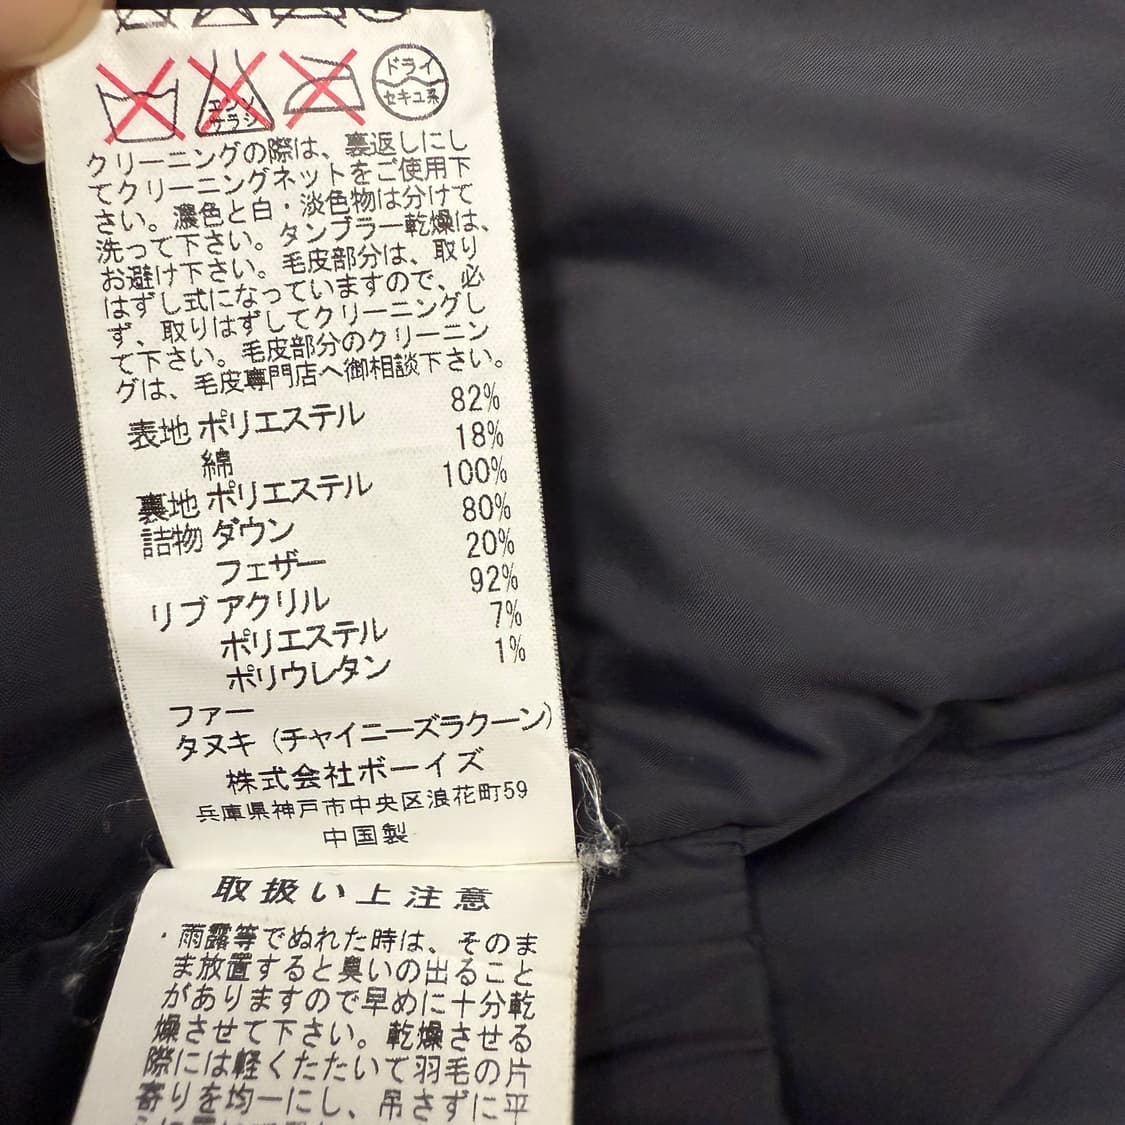 エンソ
サラシ
ドライ
セキユ系
クリーニングの際は、裏返しにし
てクリーニングネットをご使用下
さい。濃色と白・淡色物は分けて
洗って下さい。タンブラー乾燥は、
お避け下さい。毛皮部分は、取り
はずし式になっていますので、必
ず、取りはずしてクリーニングし
て下さい。毛皮部分のクリーニン
グは、毛皮専門店へ御相談下さい。
表地 ポリエステル 82%
綿 18%
裏地 ポリエステル 100%
詰物 ダウン 80%
フェザー 20%
リブ アクリル 92%
ポリエステル 7%
ポリウレタン 1%
ファー
タヌキ (チャイニーズラクーン)
株式会社ボーイズ
兵庫県神戸市中央区浪花町59
中国製
取扱い上注意
・雨露等でぬれた時は、そのま
ま放置すると臭いの出ること
がありますので早めに十分乾
燥させて下さい。乾燥させる
際には軽くたたいて羽毛の片
寄りを均一にし、吊さずに平